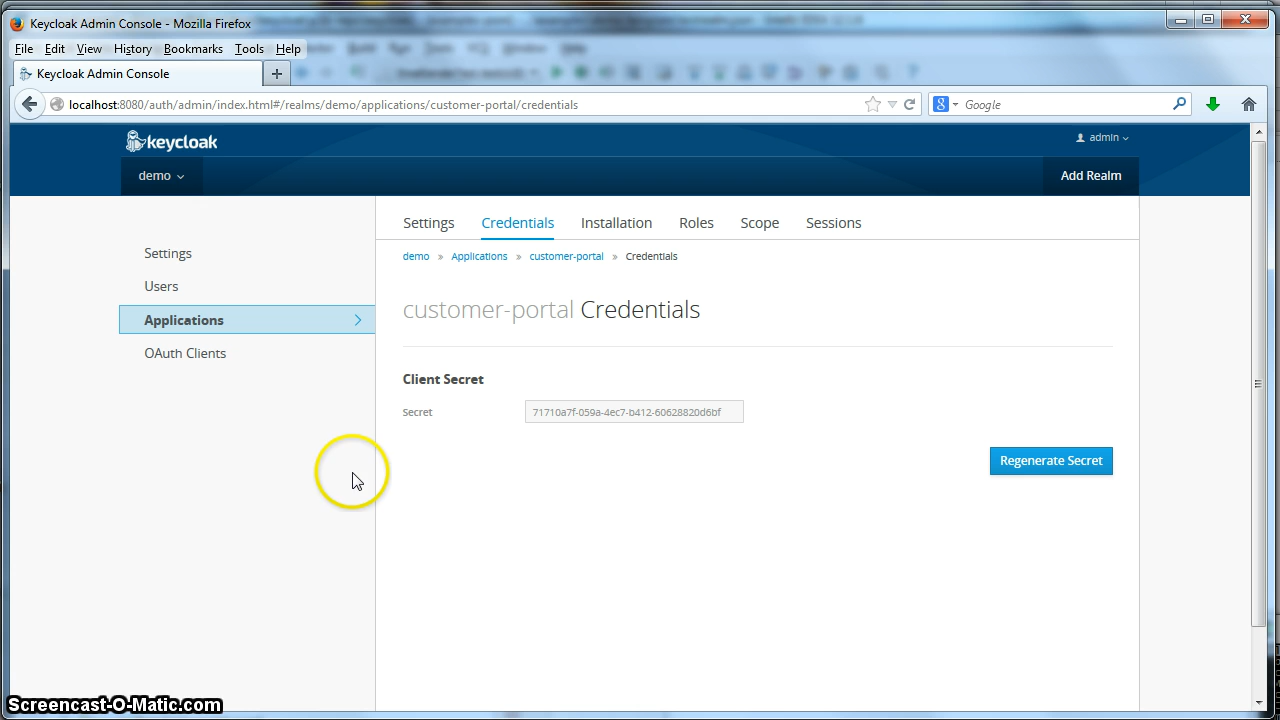 Keycloak Admin Console - Mozilla Firefox
File Edit View History Bookmarks Tools Help
Keycloak Admin Console
localhost:8080/auth/admin/index.html#/realms/demo/applications/customer-portal/credentials
Google
keycloak
admin
demo
Add Realm
Settings
Users
Applications
OAuth Clients
Settings Credentials Installation Roles Scope Sessions
demo » Applications » customer-portal » Credentials
customer-portal Credentials
Client Secret
Secret 71710a7f-059a-4ec7-b412-60628820d6bf
Regenerate Secret
Screencast-O-Matic.com